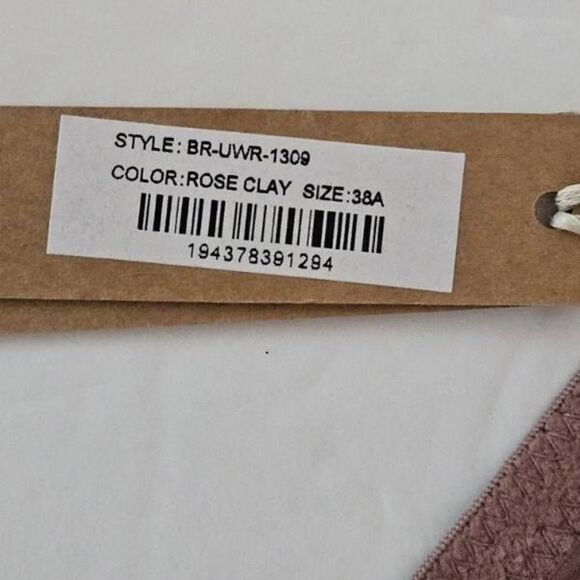 STYLE: BR-UWR-1309
COLOR:ROSE CLAY SIZE:38A
194378391294